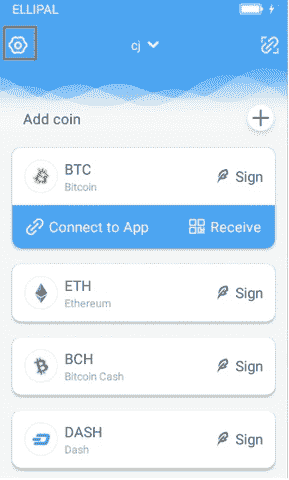 ELLIPAL
cj
Add coin
BTC
Bitcoin
Sign
Connect to App
Receive
ETH
Ethereum
Sign
BCH
Bitcoin Cash
Sign
DASH
Dash
Sign